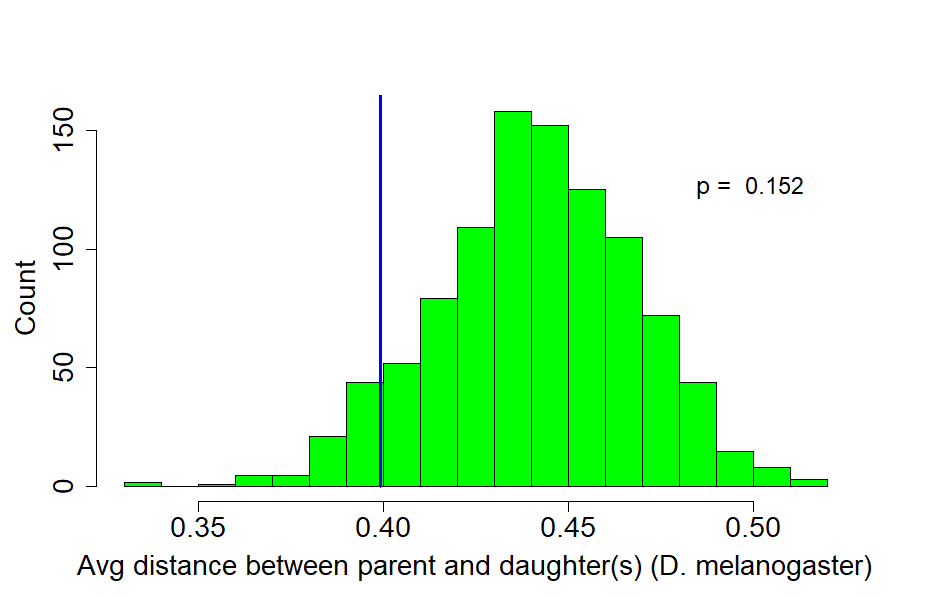 p = 0.152
Count
0
50
100
150
0.35 0.40 0.45 0.50
Avg distance between parent and daughter(s) (D. melanogaster)